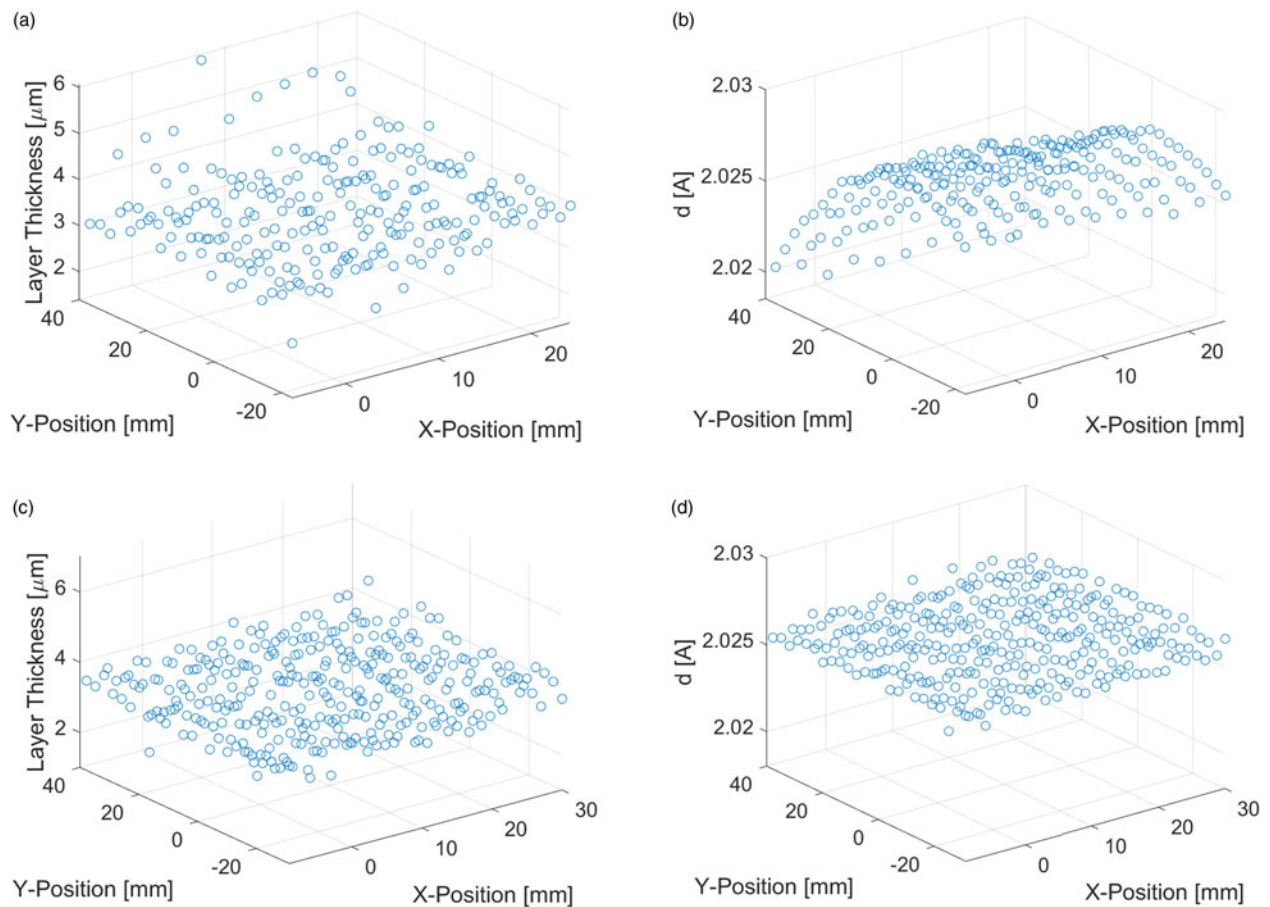 (a)
Layer Thickness [μm]
6
5
4
3
2
40
20
0
-20
Y-Position [mm]
0
10
20
X-Position [mm]
(b)
d [A]
2.03
2.025
2.02
40
20
0
-20
Y-Position [mm]
0
10
20
X-Position [mm]
(c)
Layer Thickness [μm]
6
4
2
40
20
0
-20
Y-Position [mm]
0
10
20
30
X-Position [mm]
(d)
d [A]
2.03
2.025
2.02
40
20
0
-20
Y-Position [mm]
0
10
20
30
X-Position [mm]